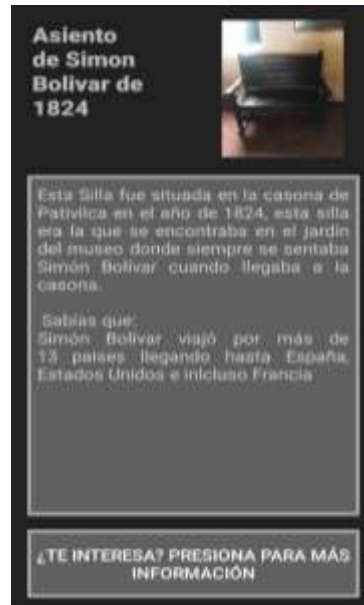 Asiento
de Simon
Bolivar de
1824
Esta Silla fue situada en la casona de
Pativilca en el año de 1824, esta silla
era la que se encontraba en el jardín
del museo donde siempre se sentaba
Simón Bolívar cuando llegaba a la
casona.
Sabías que:
Simón Bolívar viajó por más de
13 países llegando hasta España,
Estados Unidos e inlcluso Francia
¿TE INTERESA? PRESIONA PARA MÁS
INFORMACIÓN